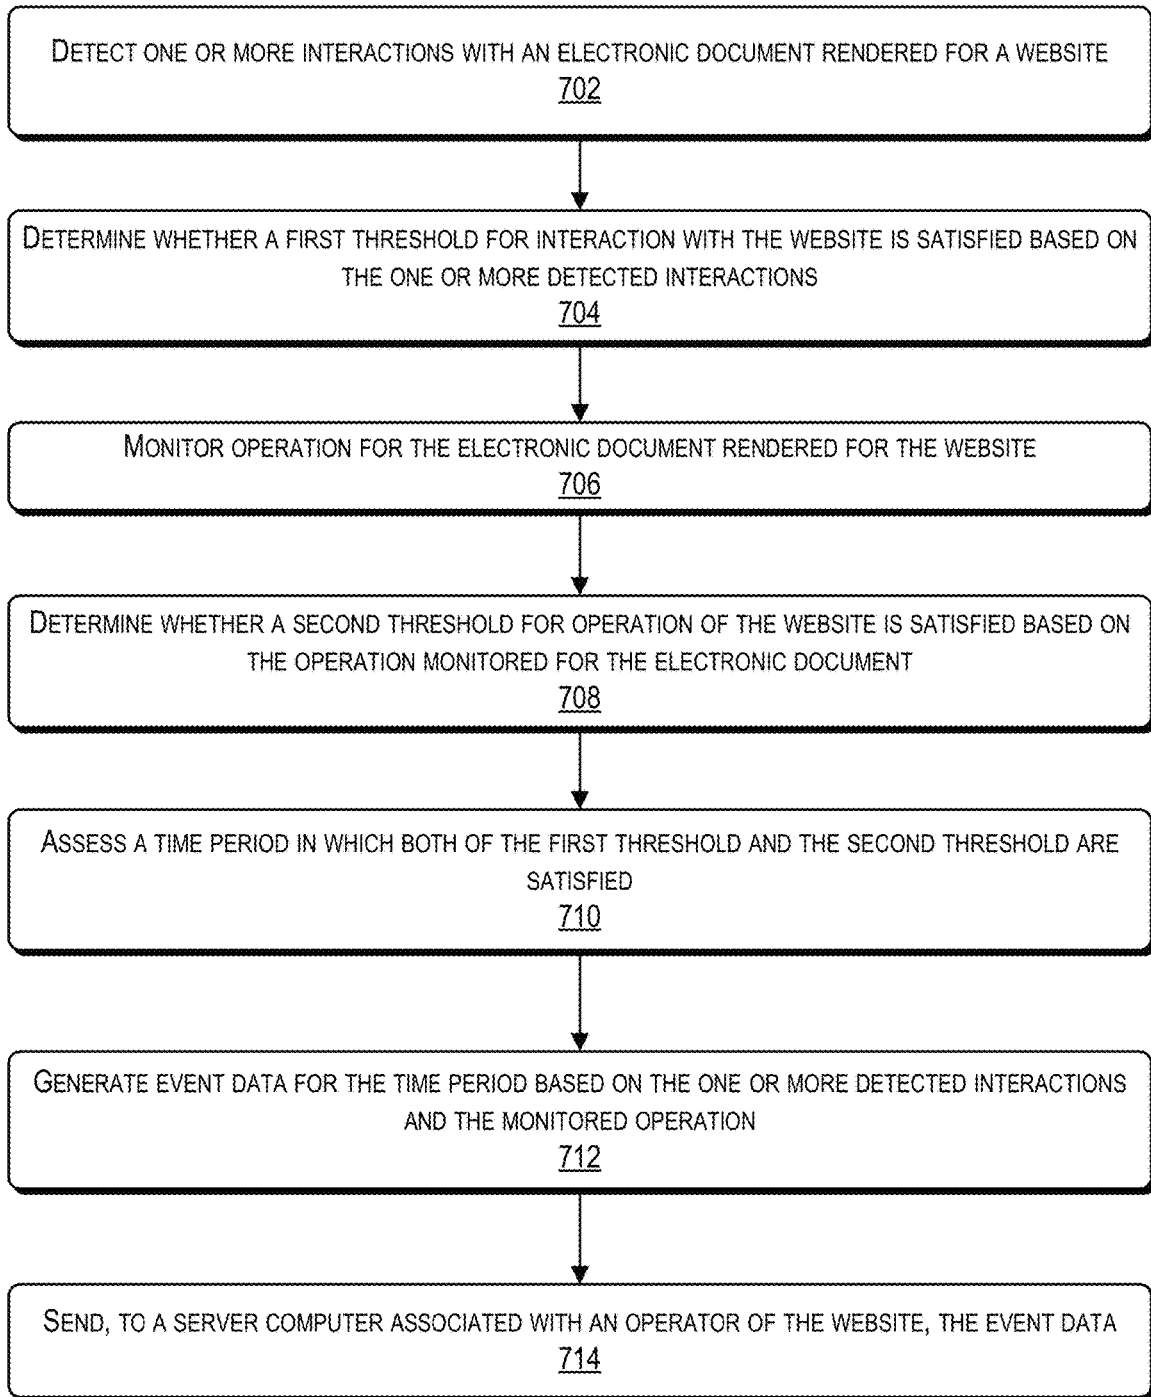 DETECT ONE OR MORE INTERACTIONS WITH AN ELECTRONIC DOCUMENT RENDERED FOR A WEBSITE
702
DETERMINE WHETHER A FIRST THRESHOLD FOR INTERACTION WITH THE WEBSITE IS SATISFIED BASED ON
THE ONE OR MORE DETECTED INTERACTIONS
704
MONITOR OPERATION FOR THE ELECTRONIC DOCUMENT RENDERED FOR THE WEBSITE
706
DETERMINE WHETHER A SECOND THRESHOLD FOR OPERATION OF THE WEBSITE IS SATISFIED BASED ON
THE OPERATION MONITORED FOR THE ELECTRONIC DOCUMENT
708
ASSESS A TIME PERIOD IN WHICH BOTH OF THE FIRST THRESHOLD AND THE SECOND THRESHOLD ARE
SATISFIED
710
GENERATE EVENT DATA FOR THE TIME PERIOD BASED ON THE ONE OR MORE DETECTED INTERACTIONS
AND THE MONITORED OPERATION
712
SEND, TO A SERVER COMPUTER ASSOCIATED WITH AN OPERATOR OF THE WEBSITE, THE EVENT DATA
714